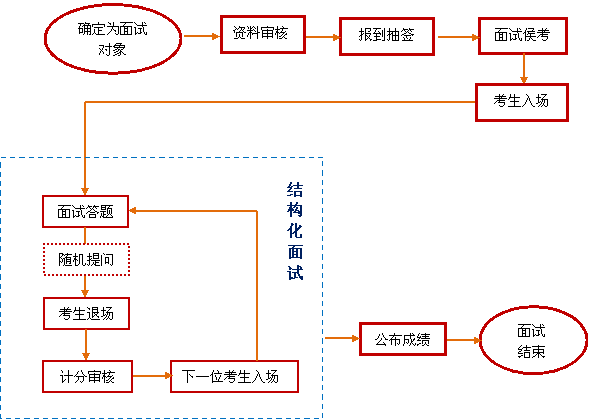 确定为面试
对象
资料审核
报到抽签
面试侯考
考生入场
结构化面试
面试答题
随机提问
考生退场
计分审核
下一位考生入场
公布成绩
面试
结束